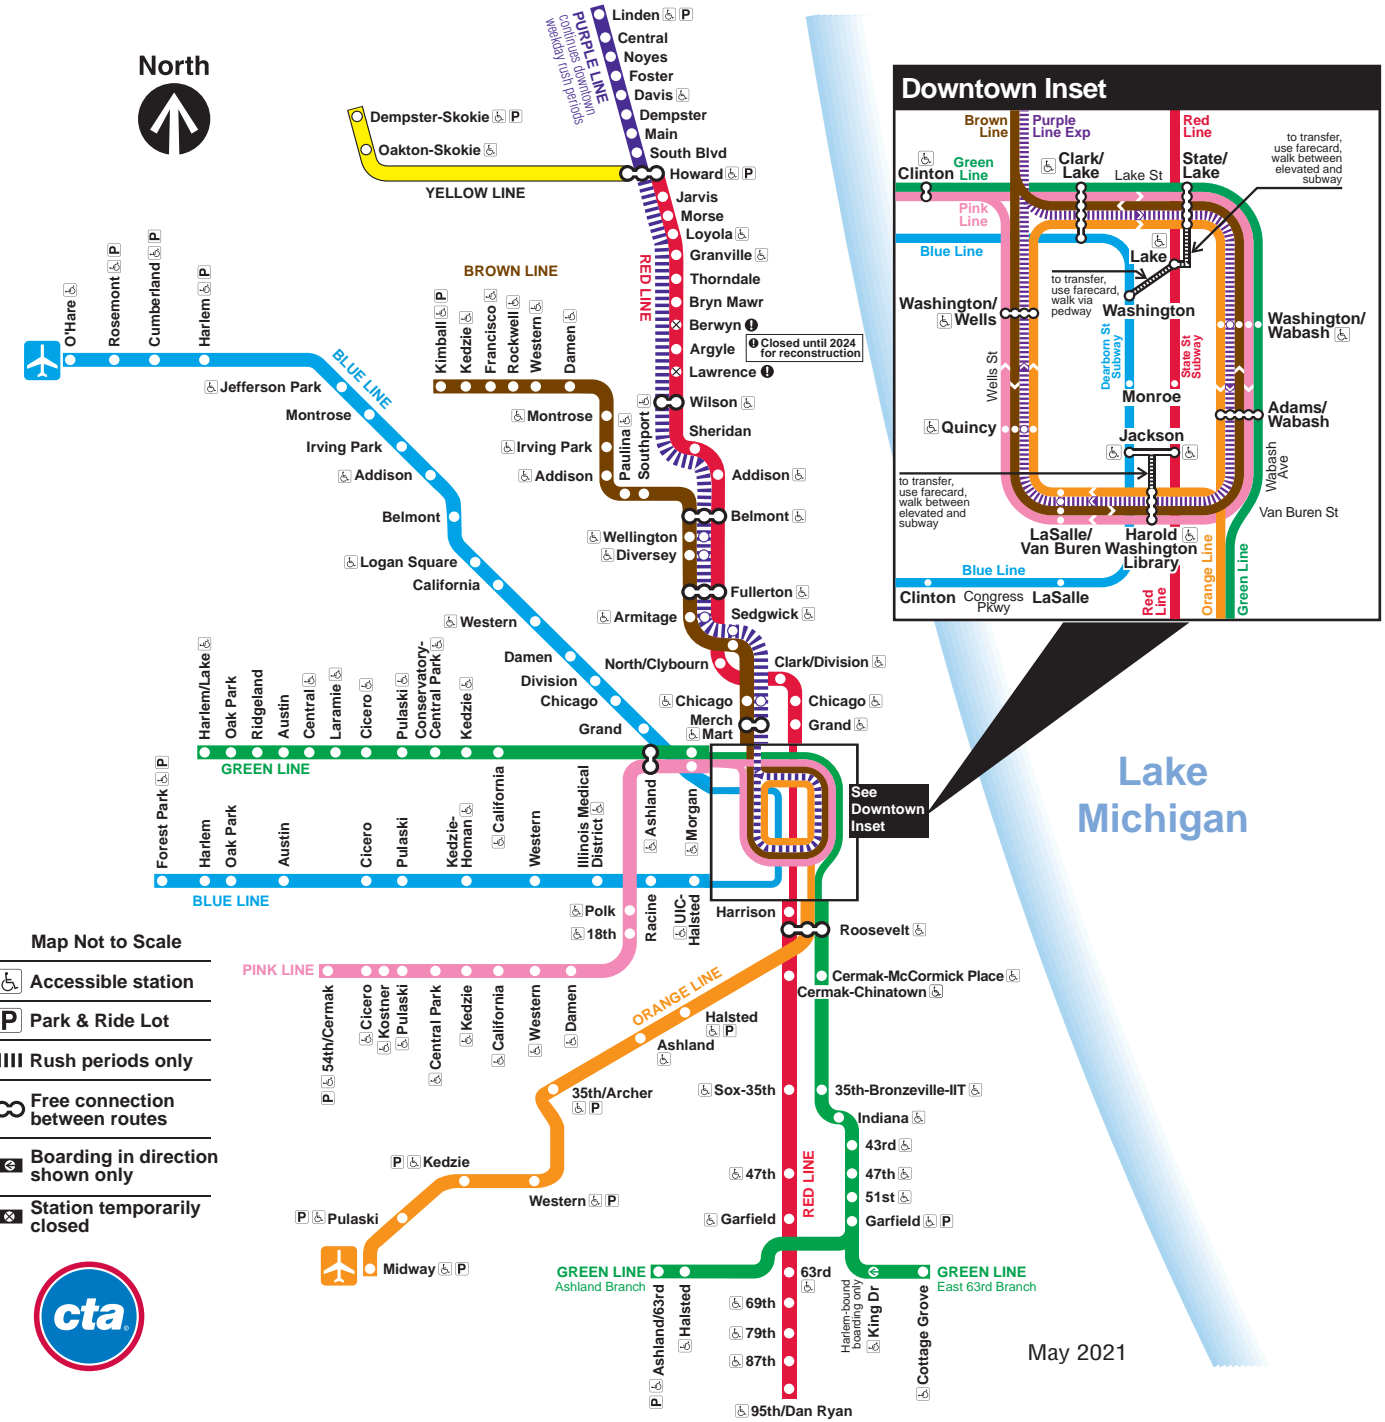 North
PURPLE LINE
continues downtown
weekday rush periods
Linden P
Central
Noyes
Foster
Davis
Dempster
Main
South Blvd
Howard P
Dempster-Skokie P
Oakton-Skokie
YELLOW LINE
Jarvis
Morse
Loyola
Granville
Thorndale
Bryn Mawr
Berwyn !
Argyle
Lawrence !
! Closed until 2024
for reconstruction
Wilson
Sheridan
Addison
Belmont
Fullerton
RED LINE
BROWN LINE
Kimball P
Kedzie
Francisco
Rockwell
Western
Damen
Montrose
Irving Park
Addison
Paulina
Southport
Wellington
Diversey
Armitage
Sedgwick
North/Clybourn
Clark/Division
Chicago
Chicago
Merch
Mart
Grand
O'Hare
Rosemont P
Cumberland P
Harlem P
BLUE LINE
Jefferson Park
Montrose
Irving Park
Addison
Belmont
Logan Square
California
Western
Damen
Division
Chicago
Grand
Harlem/Lake
Oak Park
Ridgeland
Austin
Central
Laramie
Cicero
Pulaski
Conservatory-
Central Park
Kedzie
GREEN LINE
California
Ashland
Morgan
Forest Park P
Harlem
Oak Park
Austin
Cicero
Pulaski
Kedzie-
Homan
Western
Illinois Medical
District
BLUE LINE
Racine
UIC-
Halsted
Polk
18th
PINK LINE
P 54th/Cermak
Cicero
Kostner
Pulaski
Central Park
Kedzie
California
Western
Damen
See
Downtown
Inset
Harrison
Roosevelt
Cermak-McCormick Place
Cermak-Chinatown
ORANGE LINE
Halsted
P
Ashland
35th/Archer
P
P Kedzie
Western P
P Pulaski
Midway P
Sox-35th
35th-Bronzeville-IIT
Indiana
43rd
47th
47th
51st
Garfield
Garfield P
RED LINE
GREEN LINE
Ashland Branch
P Ashland/63rd
Halsted
63rd
69th
79th
87th
95th/Dan Ryan
Harlem-bound
boarding only
King Dr
Cottage Grove
GREEN LINE
East 63rd Branch
Map Not to Scale
Accessible station
P Park & Ride Lot
Rush periods only
Free connection
between routes
Boarding in direction
shown only
Station temporarily
closed
cta
Lake
Michigan
May 2021
Downtown Inset
Brown
Line
Purple
Line Exp
Red
Line
to transfer,
use farecard,
walk between
elevated and
subway
Clinton
Green
Line
Clark/
Lake
Lake St
State/
Lake
Pink
Line
Blue Line
Lake
to transfer,
use farecard,
walk via
pedway
Washington
Washington/
Wells
Washington/
Wabash
Wells St
Dearborn St
Subway
State St
Subway
Monroe
Adams/
Wabash
Quincy
Jackson
Wabash
Ave
to transfer,
use farecard,
walk between
elevated and
subway
Van Buren St
LaSalle/
Van Buren
Harold
Washington
Library
Blue Line
Clinton
Congress
Pkwy
LaSalle
Red
Line
Orange Line
Green Line